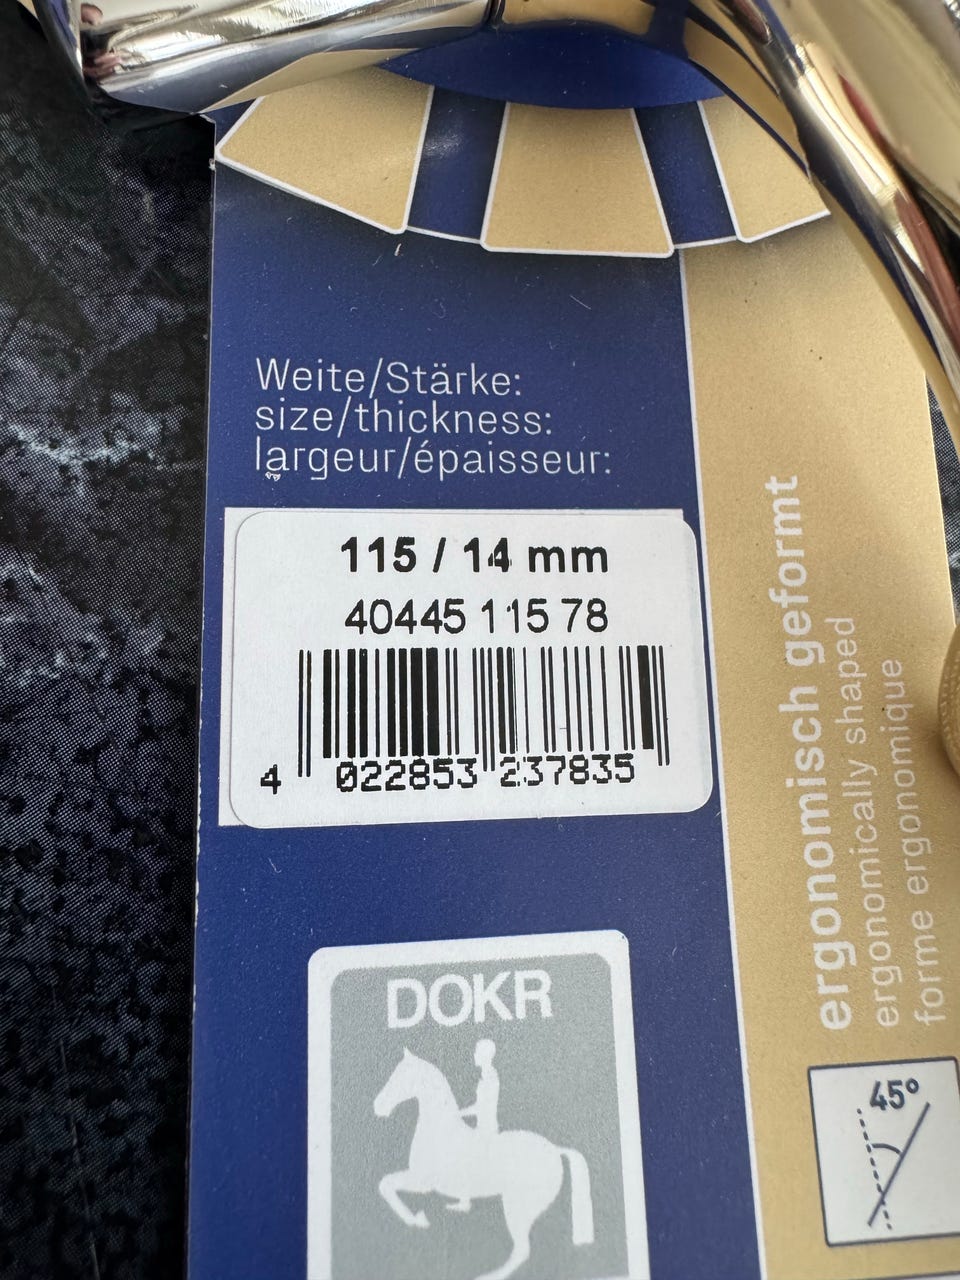 Weite/Stärke:
size/thickness:
largeur/épaisseur:
115 / 14 mm
40445 115 78
4 022853 237835
DOKR
ergonomisch geformt
ergonomically shaped
forme ergonomique
45°